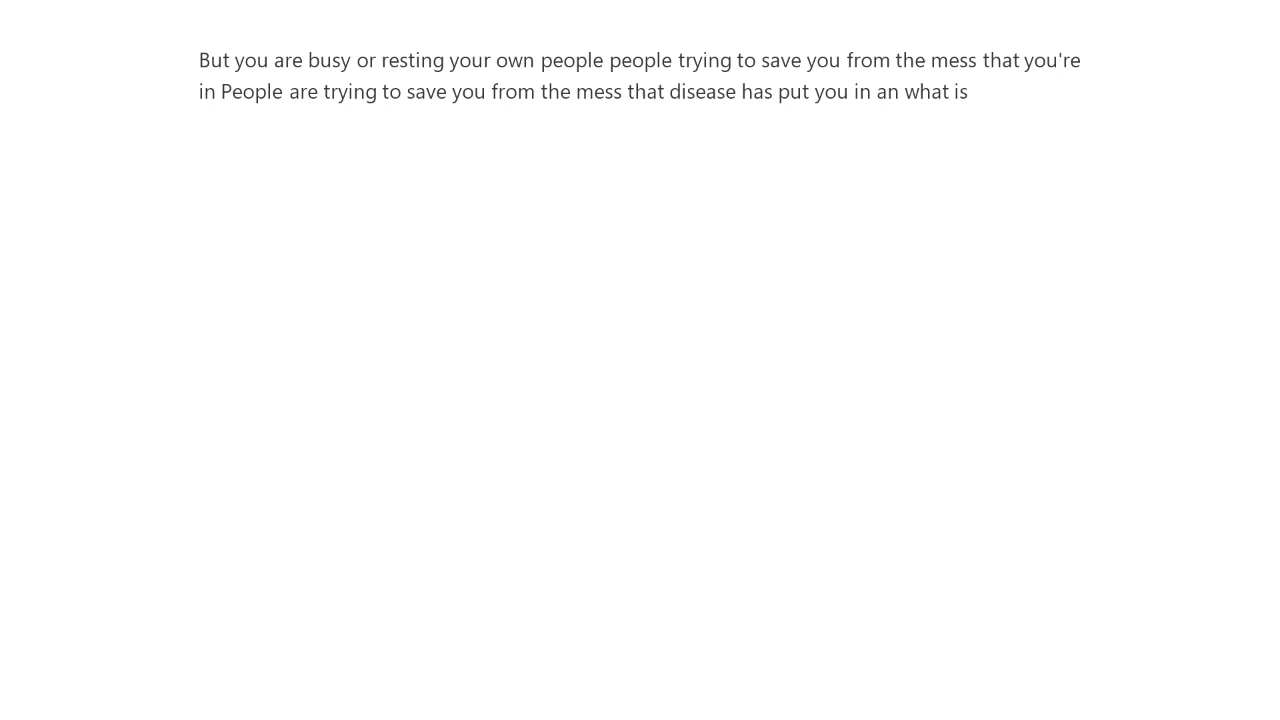 But you are busy or resting your own people people trying to save you from the mess that you're
in People are trying to save you from the mess that disease has put you in an what is